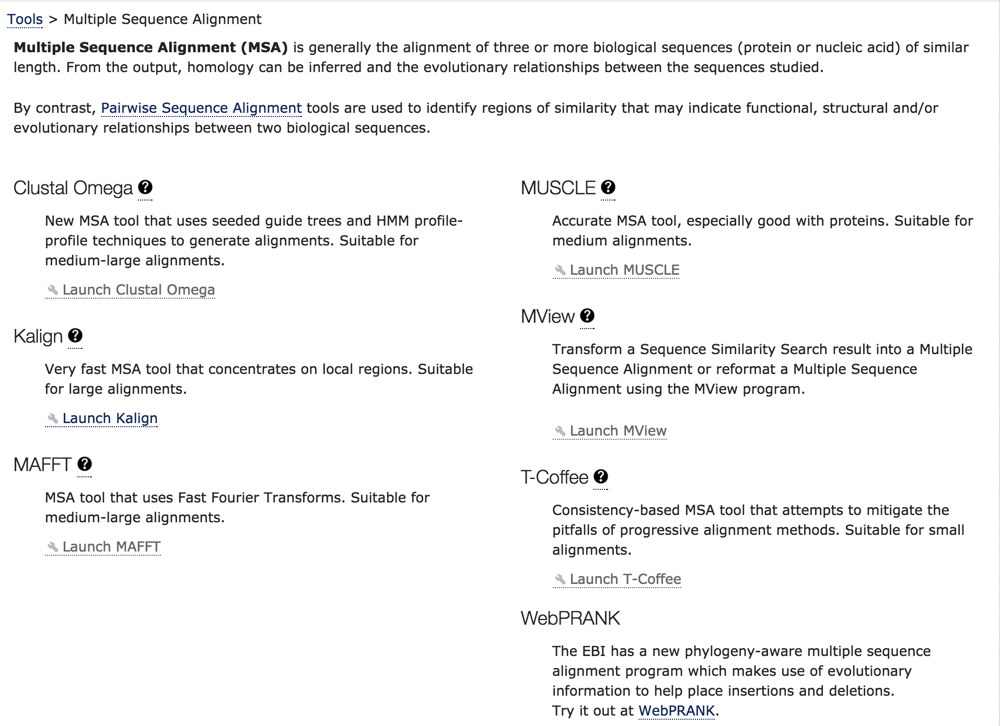 Tools > Multiple Sequence Alignment
Multiple Sequence Alignment (MSA) is generally the alignment of three or more biological sequences (protein or nucleic acid) of similar
length. From the output, homology can be inferred and the evolutionary relationships between the sequences studied.
By contrast, Pairwise Sequence Alignment tools are used to identify regions of similarity that may indicate functional, structural and/or
evolutionary relationships between two biological sequences.
Clustal Omega ?
New MSA tool that uses seeded guide trees and HMM profile-
profile techniques to generate alignments. Suitable for
medium-large alignments.
Launch Clustal Omega
Kalign ?
Very fast MSA tool that concentrates on local regions. Suitable
for large alignments.
Launch Kalign
MAFFT ?
MSA tool that uses Fast Fourier Transforms. Suitable for
medium-large alignments.
Launch MAFFT
MUSCLE ?
Accurate MSA tool, especially good with proteins. Suitable for
medium alignments.
Launch MUSCLE
MView ?
Transform a Sequence Similarity Search result into a Multiple
Sequence Alignment or reformat a Multiple Sequence
Alignment using the MView program.
Launch MView
T-Coffee ?
Consistency-based MSA tool that attempts to mitigate the
pitfalls of progressive alignment methods. Suitable for small
alignments.
Launch T-Coffee
WebPRANK
The EBI has a new phylogeny-aware multiple sequence
alignment program which makes use of evolutionary
information to help place insertions and deletions.
Try it out at WebPRANK.